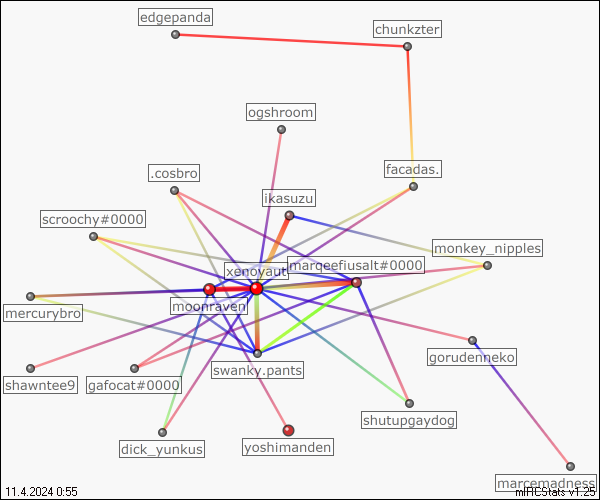 edgepanda
chunkzter
ogshroom
.cosbro
facadas.
ikasuzu
scroochy#0000
monkey_nipples
xenoyaut
marqeefiusalt#0000
moonraven
mercurybro
gorudenneko
swanky.pants
shawntee9
gafocat#0000
shutupgaydog
dick_yunkus
yoshimanden
marcemadness
11.4.2024 0:55
mIRCStats v1.25